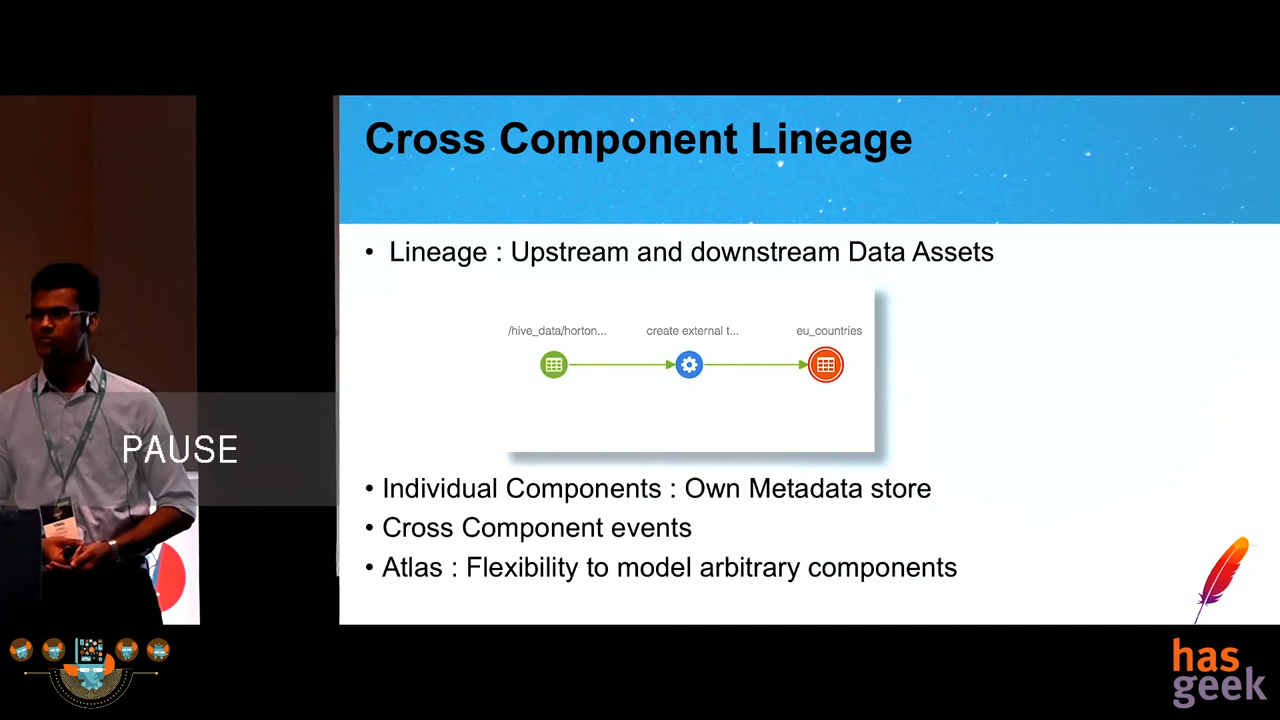 Cross Component Lineage
• Lineage : Upstream and downstream Data Assets
/hive_data/horton... create external t... eu_countries
PAUSE
• Individual Components : Own Metadata store
• Cross Component events
• Atlas : Flexibility to model arbitrary components
has
geek